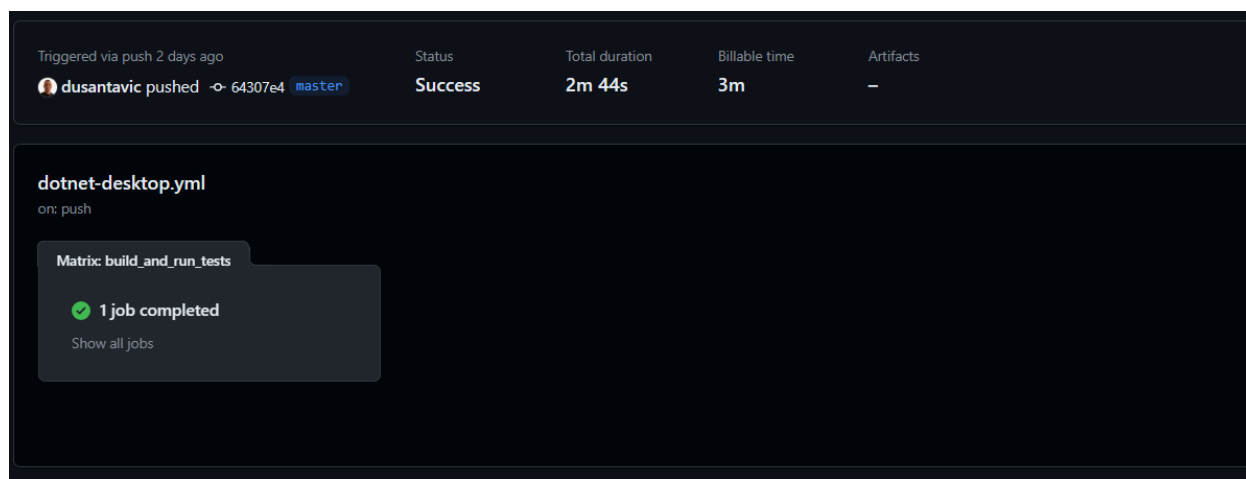 Triggered via push 2 days ago
dusantavic pushed 64307e4 master
Status
Success
Total duration
2m 44s
Billable time
3m
Artifacts
–
dotnet-desktop.yml
on: push
Matrix: build_and_run_tests
1 job completed
Show all jobs